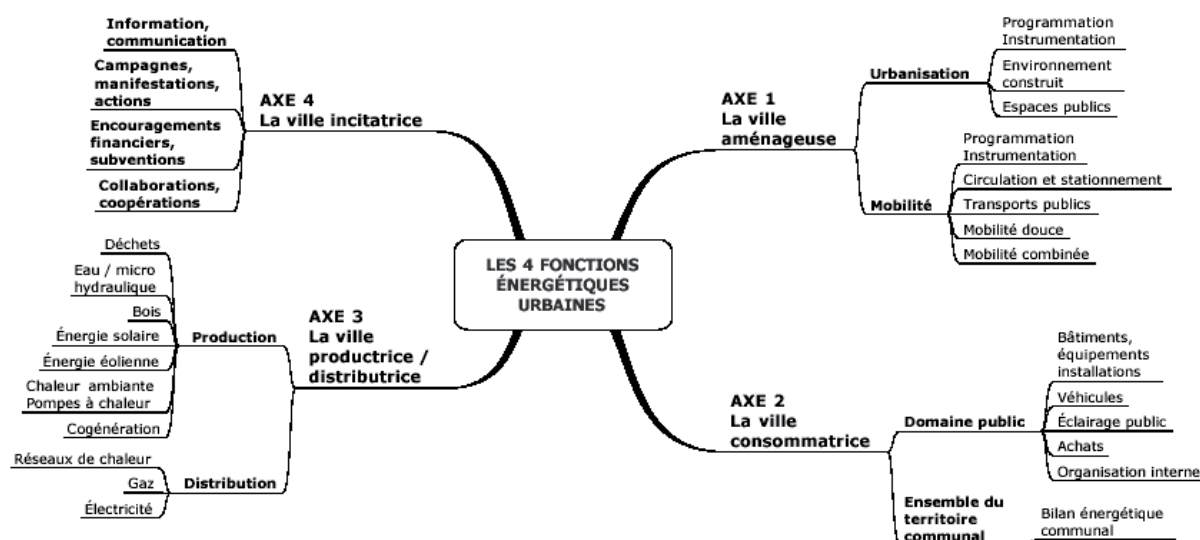 LES 4 FONCTIONS
ÉNERGÉTIQUES
URBAINES
AXE 1
La ville
aménageuse
Urbanisation
Programmation
Instrumentation
Environnement
construit
Espaces publics
Mobilité
Programmation
Instrumentation
Circulation et stationnement
Transports publics
Mobilité douce
Mobilité combinée
AXE 2
La ville
consommatrice
Domaine public
Bâtiments,
équipements
installations
Véhicules
Éclairage public
Achats
Organisation interne
Ensemble du
territoire
communal
Bilan énergétique
communal
AXE 3
La ville
productrice /
distributrice
Production
Déchets
Eau / micro
hydraulique
Bois
Énergie solaire
Énergie éolienne
Chaleur ambiante
Pompes à chaleur
Cogénération
Distribution
Réseaux de chaleur
Gaz
Électricité
AXE 4
La ville incitatrice
Information,
communication
Campagnes,
manifestations,
actions
Encouragements
financiers,
subventions
Collaborations,
coopérations